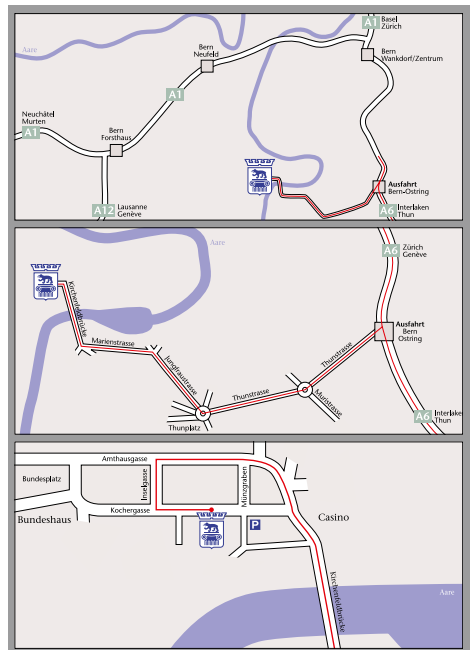 Aare
A1
Basel
Zürich
Bern
Neufeld
Bern
Wankdorf/Zentrum
A1
Neuchâtel
Murten
A1
Bern
Forsthaus
Ausfahrt
Bern-Ostring
A12
Lausanne
Genève
A6
Interlaken
Thun
Aare
A6
Zürich
Genève
Kirchenfeldbrücke
Marienstrasse
Jungfraustrasse
Thunstrasse
Ausfahrt
Bern
Ostring
Thunstrasse
Muristrasse
Thunplatz
A6
Interlaken
Thun
Amthausgasse
Bundesplatz
Inselgasse
Münzgraben
Kochergasse
Bundeshaus
P
Casino
Kirchenfeldbrücke
Aare